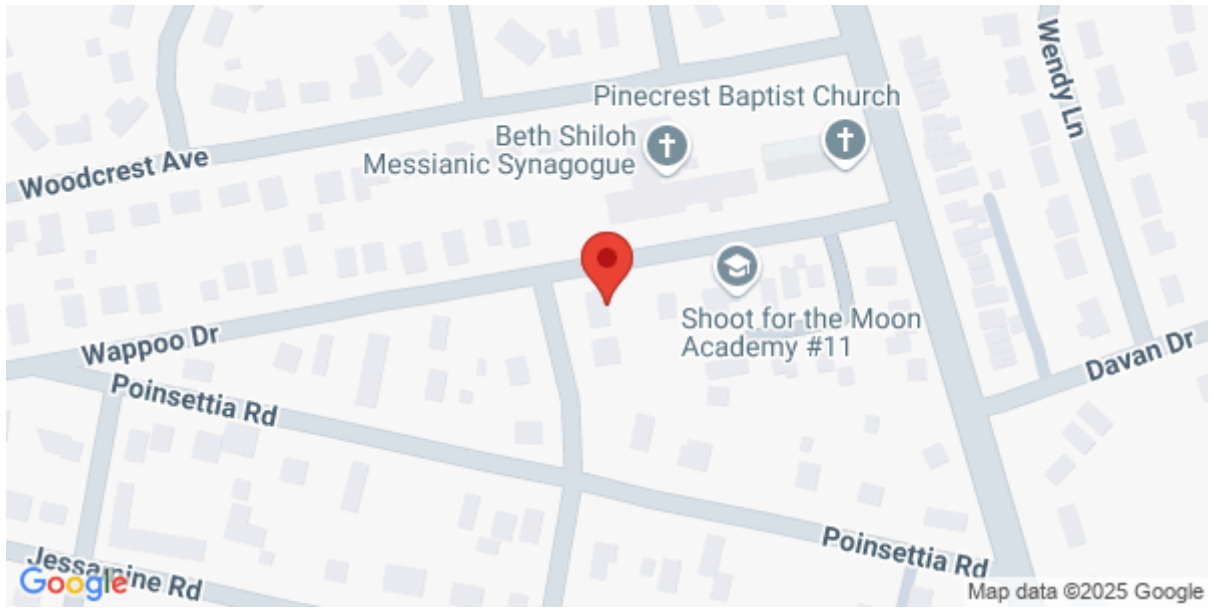 Wendy Ln
Pinecrest Baptist Church
Beth Shiloh
Messianic Synagogue
Woodcrest Ave
Shoot for the Moon
Academy #11
Wappoo Dr
Davan Dr
Poinsettia Rd
Poinsettia Rd
Jessamine Rd
Google
Map data ©2025 Google